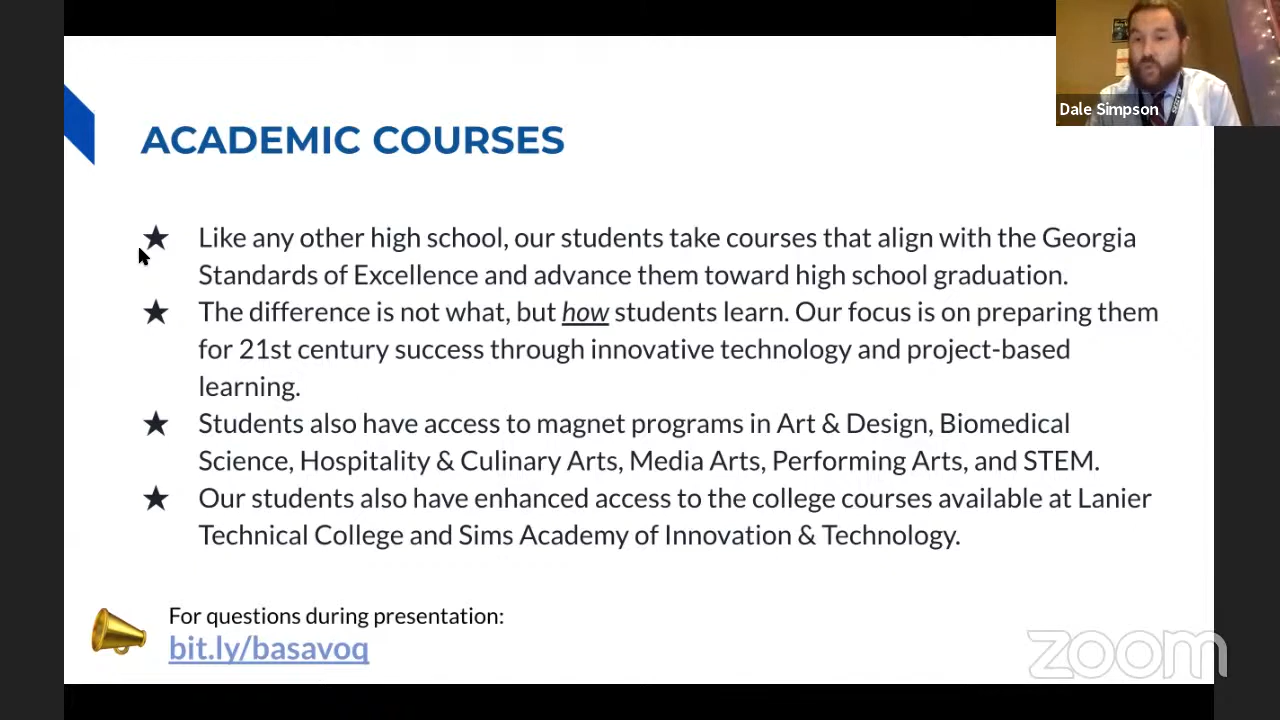 Dale Simpson
ACADEMIC COURSES
★ Like any other high school, our students take courses that align with the Georgia
Standards of Excellence and advance them toward high school graduation.
★ The difference is not what, but how students learn. Our focus is on preparing them
for 21st century success through innovative technology and project-based
learning.
★ Students also have access to magnet programs in Art & Design, Biomedical
Science, Hospitality & Culinary Arts, Media Arts, Performing Arts, and STEM.
★ Our students also have enhanced access to the college courses available at Lanier
Technical College and Sims Academy of Innovation & Technology.
For questions during presentation:
bit.ly/basavoq
zoom